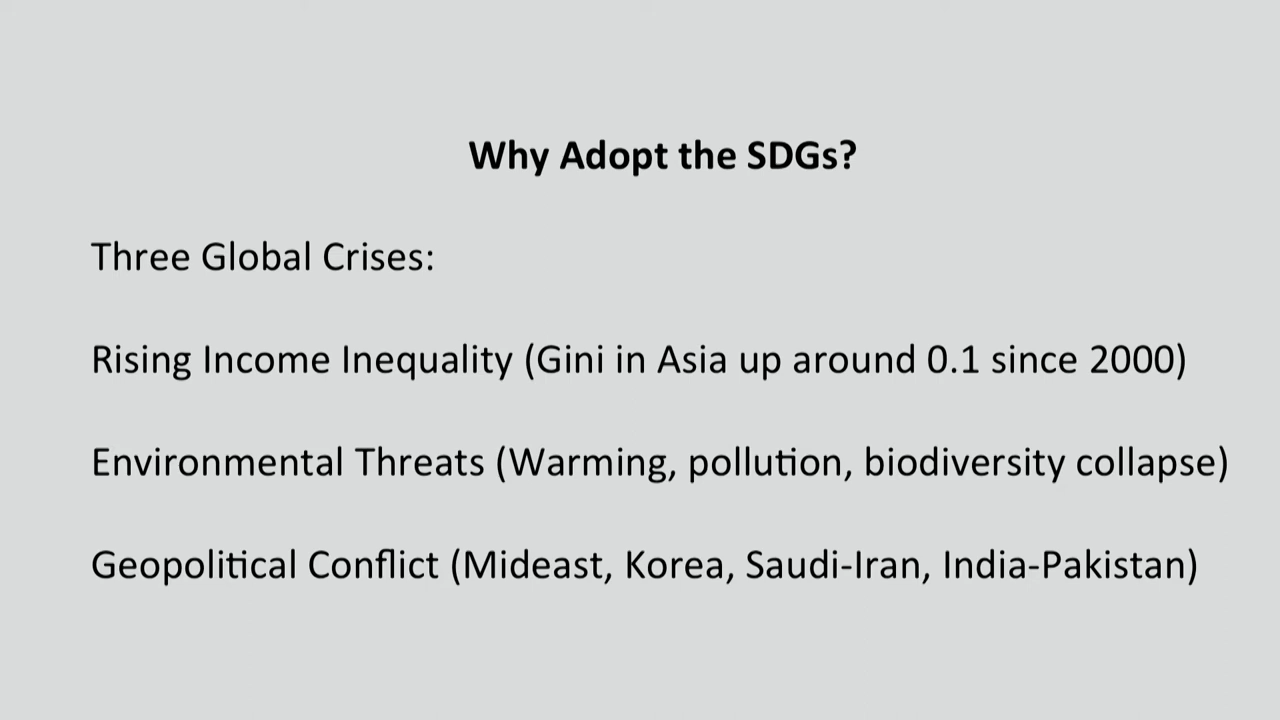 Why Adopt the SDGs?
Three Global Crises:
Rising Income Inequality (Gini in Asia up around 0.1 since 2000)
Environmental Threats (Warming, pollution, biodiversity collapse)
Geopolitical Conflict (Mideast, Korea, Saudi-Iran, India-Pakistan)